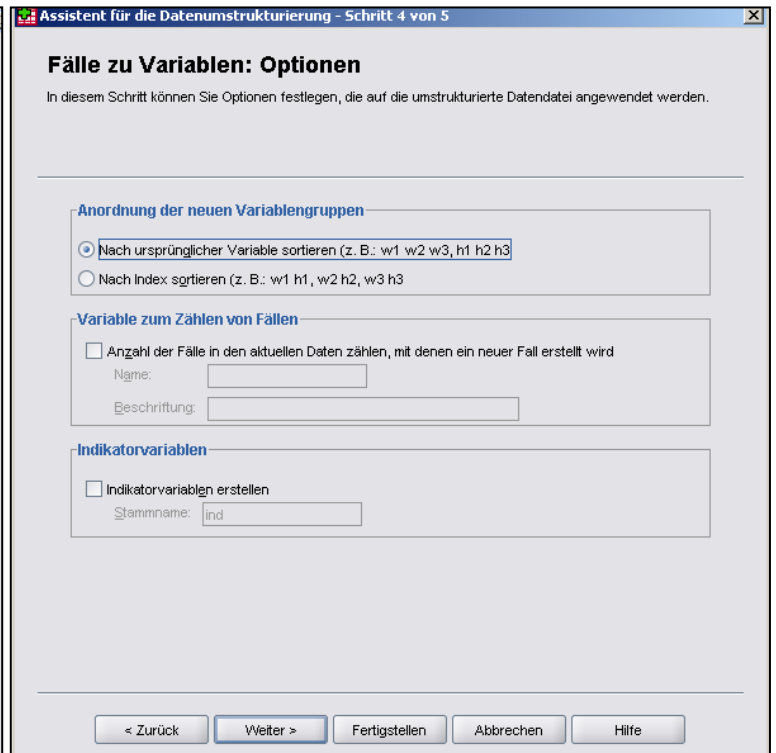 Assistent für die Datenumstrukturierung - Schritt 4 von 5
Fälle zu Variablen: Optionen
In diesem Schritt können Sie Optionen festlegen, die auf die umstrukturierte Datendatei angewendet werden.
Anordnung der neuen Variablengruppen
Nach ursprünglicher Variable sortieren (z. B.: w1 w2 w3, h1 h2 h3
Nach Index sortieren (z. B.: w1 h1, w2 h2, w3 h3
Variable zum Zählen von Fällen
Anzahl der Fälle in den aktuellen Daten zählen, mit denen ein neuer Fall erstellt wird
Name:
Beschriftung:
Indikatorvariablen
Indikatorvariablen erstellen
Stammname: ind
< Zurück Weiter > Fertigstellen Abbrechen Hilfe